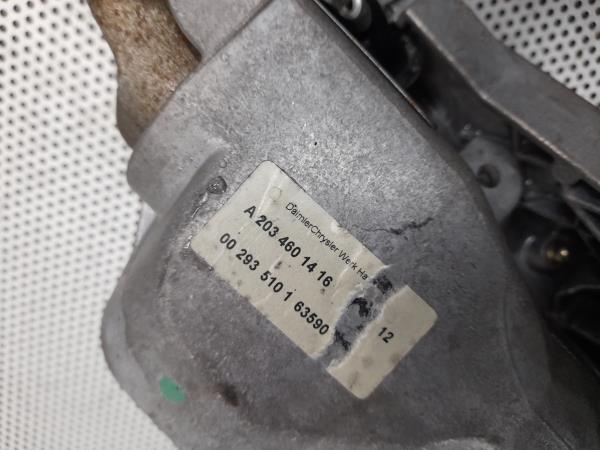 DaimlerChrysler Werk Ha
A 203 460 14 16 12
00 293 510 1 63590